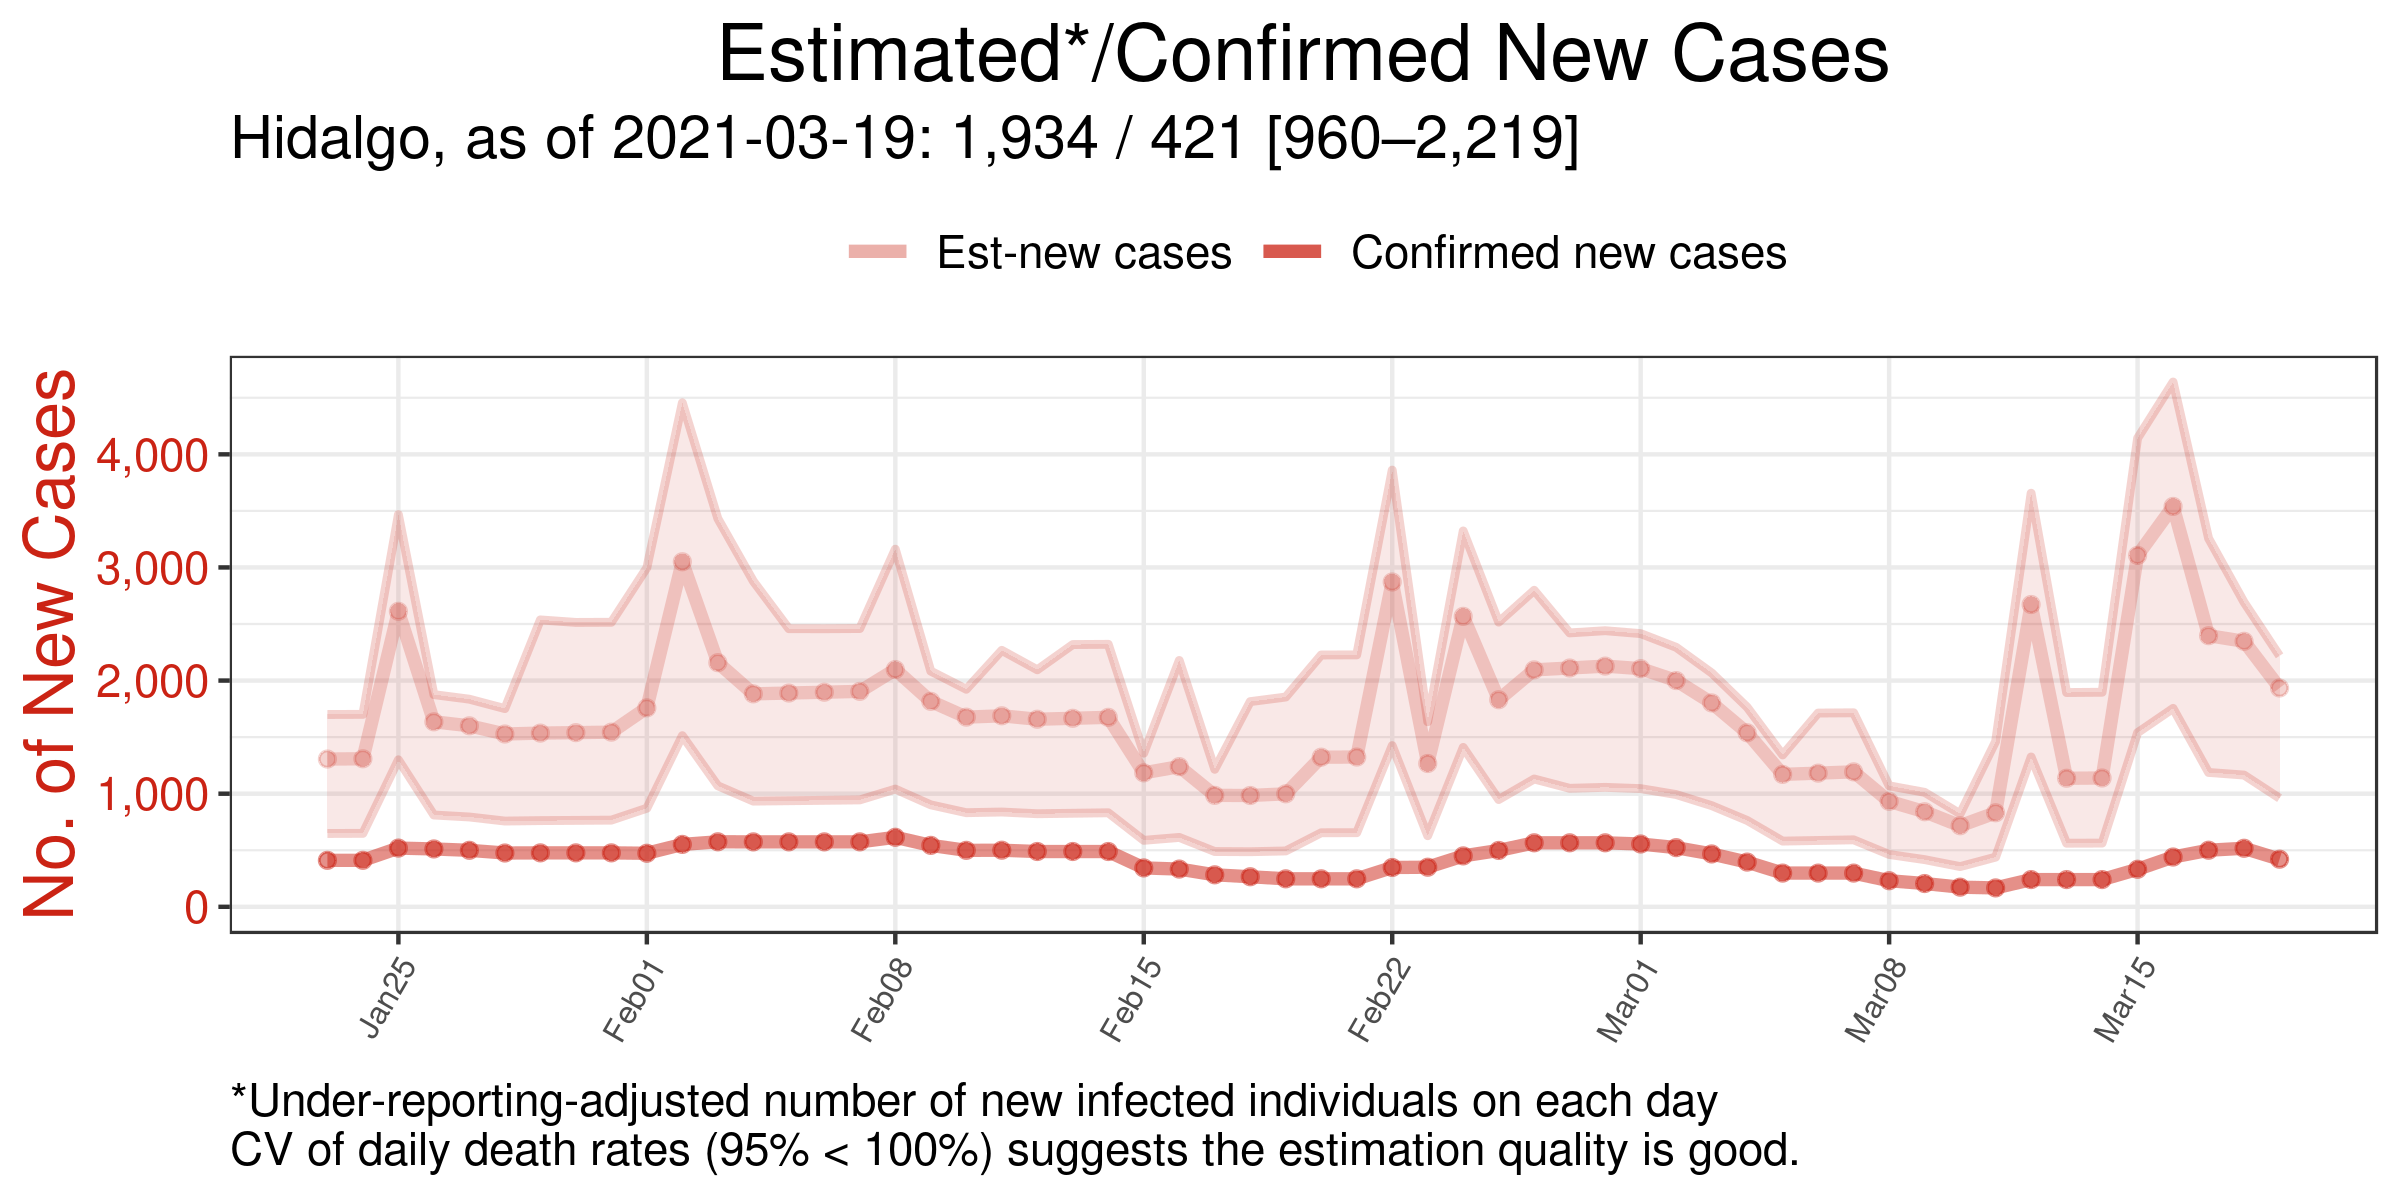 Estimated*/Confirmed New Cases
Hidalgo, as of 2021-03-19: 1,934 / 421 [960–2,219]
Est-new cases
Confirmed new cases
No. of New Cases
4,000
3,000
2,000
1,000
0
Jan25
Feb01
Feb08
Feb15
Feb22
Mar01
Mar08
Mar15
*Under-reporting-adjusted number of new infected individuals on each day
CV of daily death rates (95% < 100%) suggests the estimation quality is good.